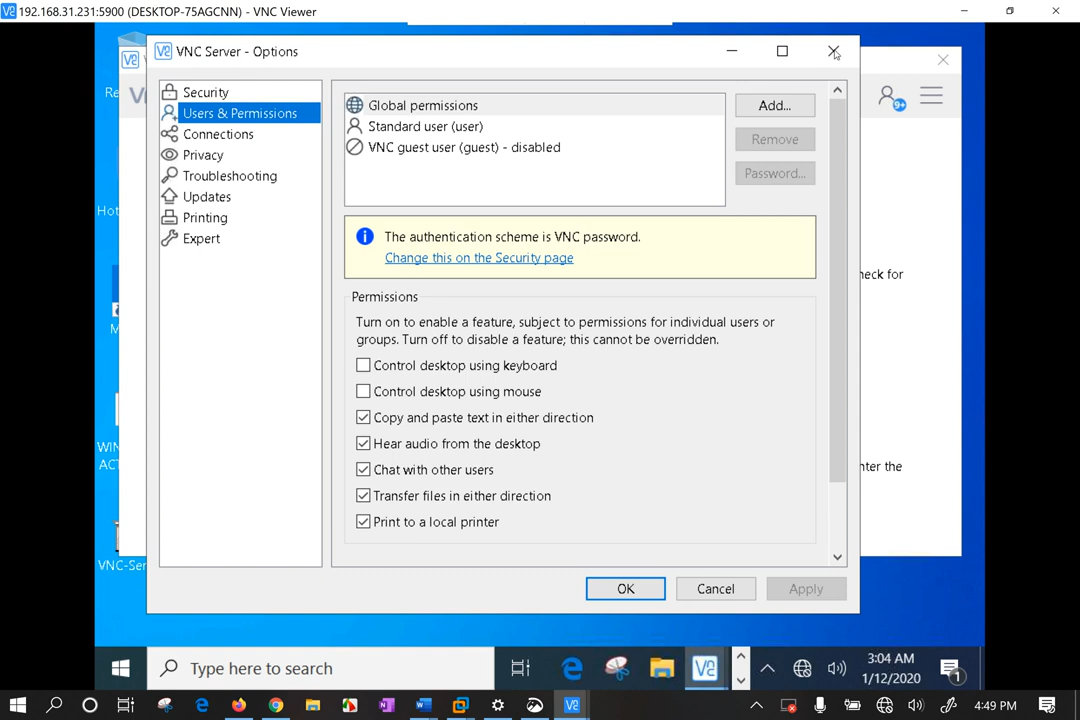 192.168.31.231:5900 (DESKTOP-75AGCNN) - VNC Viewer
VNC Server - Options
Re
Security
Users & Permissions
Connections
Privacy
Troubleshooting
Updates
Printing
Expert
Global permissions
Standard user (user)
VNC guest user (guest) - disabled
Add...
Remove
Password...
9+
The authentication scheme is VNC password.
Change this on the Security page
Permissions
Turn on to enable a feature, subject to permissions for individual users or
groups. Turn off to disable a feature; this cannot be overridden.
Control desktop using keyboard
Control desktop using mouse
Copy and paste text in either direction
Hear audio from the desktop
Chat with other users
Transfer files in either direction
Print to a local printer
Hot
M
WIN
ACT
VNC-Ser
heck for
nter the
OK
Cancel
Apply
Type here to search
3:04 AM
1/12/2020
1
4:49 PM